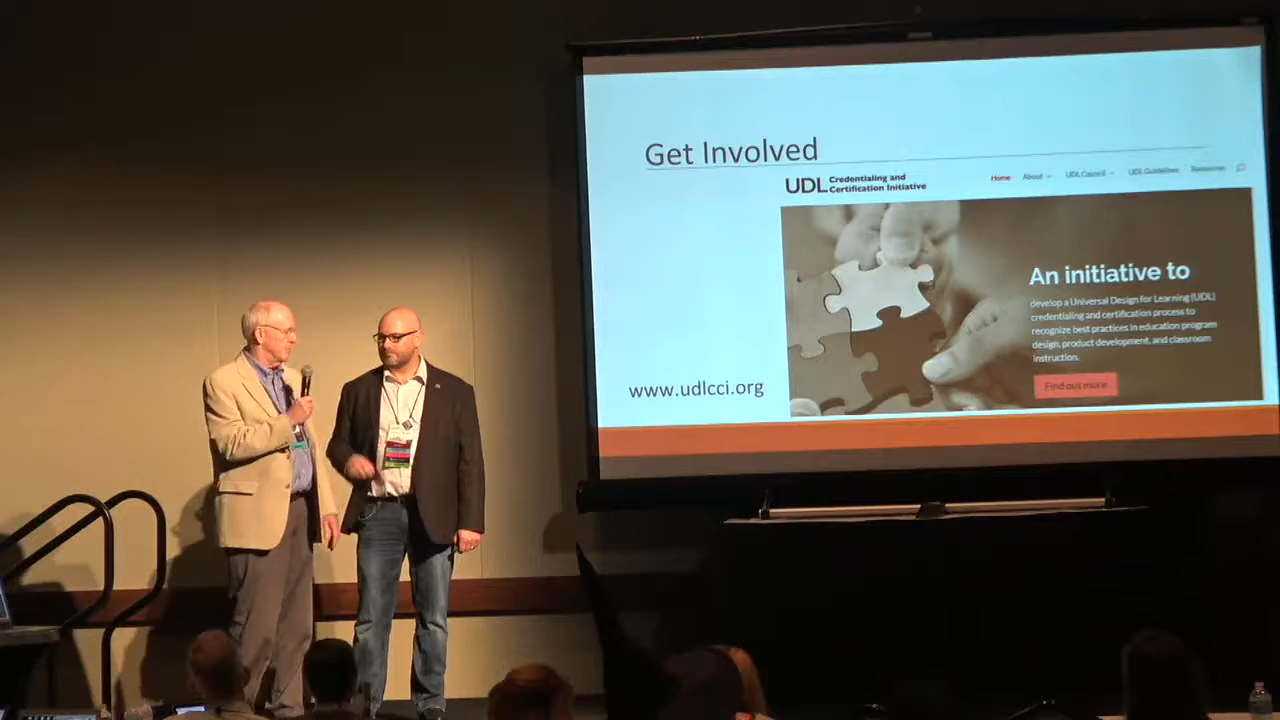 Get Involved
UDL Credentialing and
Certification Initiative
Home About UDL Council UDL Guidelines Resources
An initiative to
develop a Universal Design for Learning (UDL)
credentialing and certification process to
recognize best practices in education program
design, product development, and classroom
instruction.
Find out more
www.udlcci.org